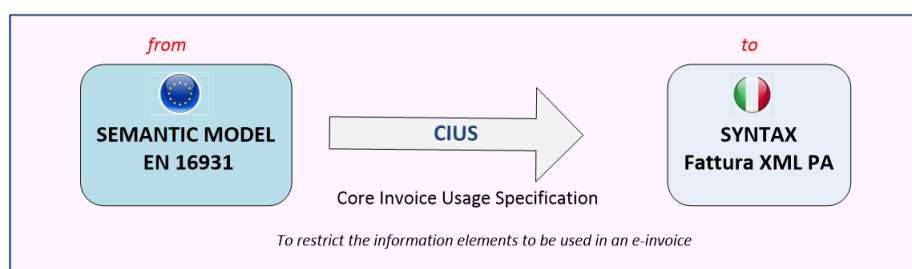 from
to
SEMANTIC MODEL
EN 16931
CIUS
SYNTAX
Fattura XML PA
Core Invoice Usage Specification
To restrict the information elements to be used in an e-invoice